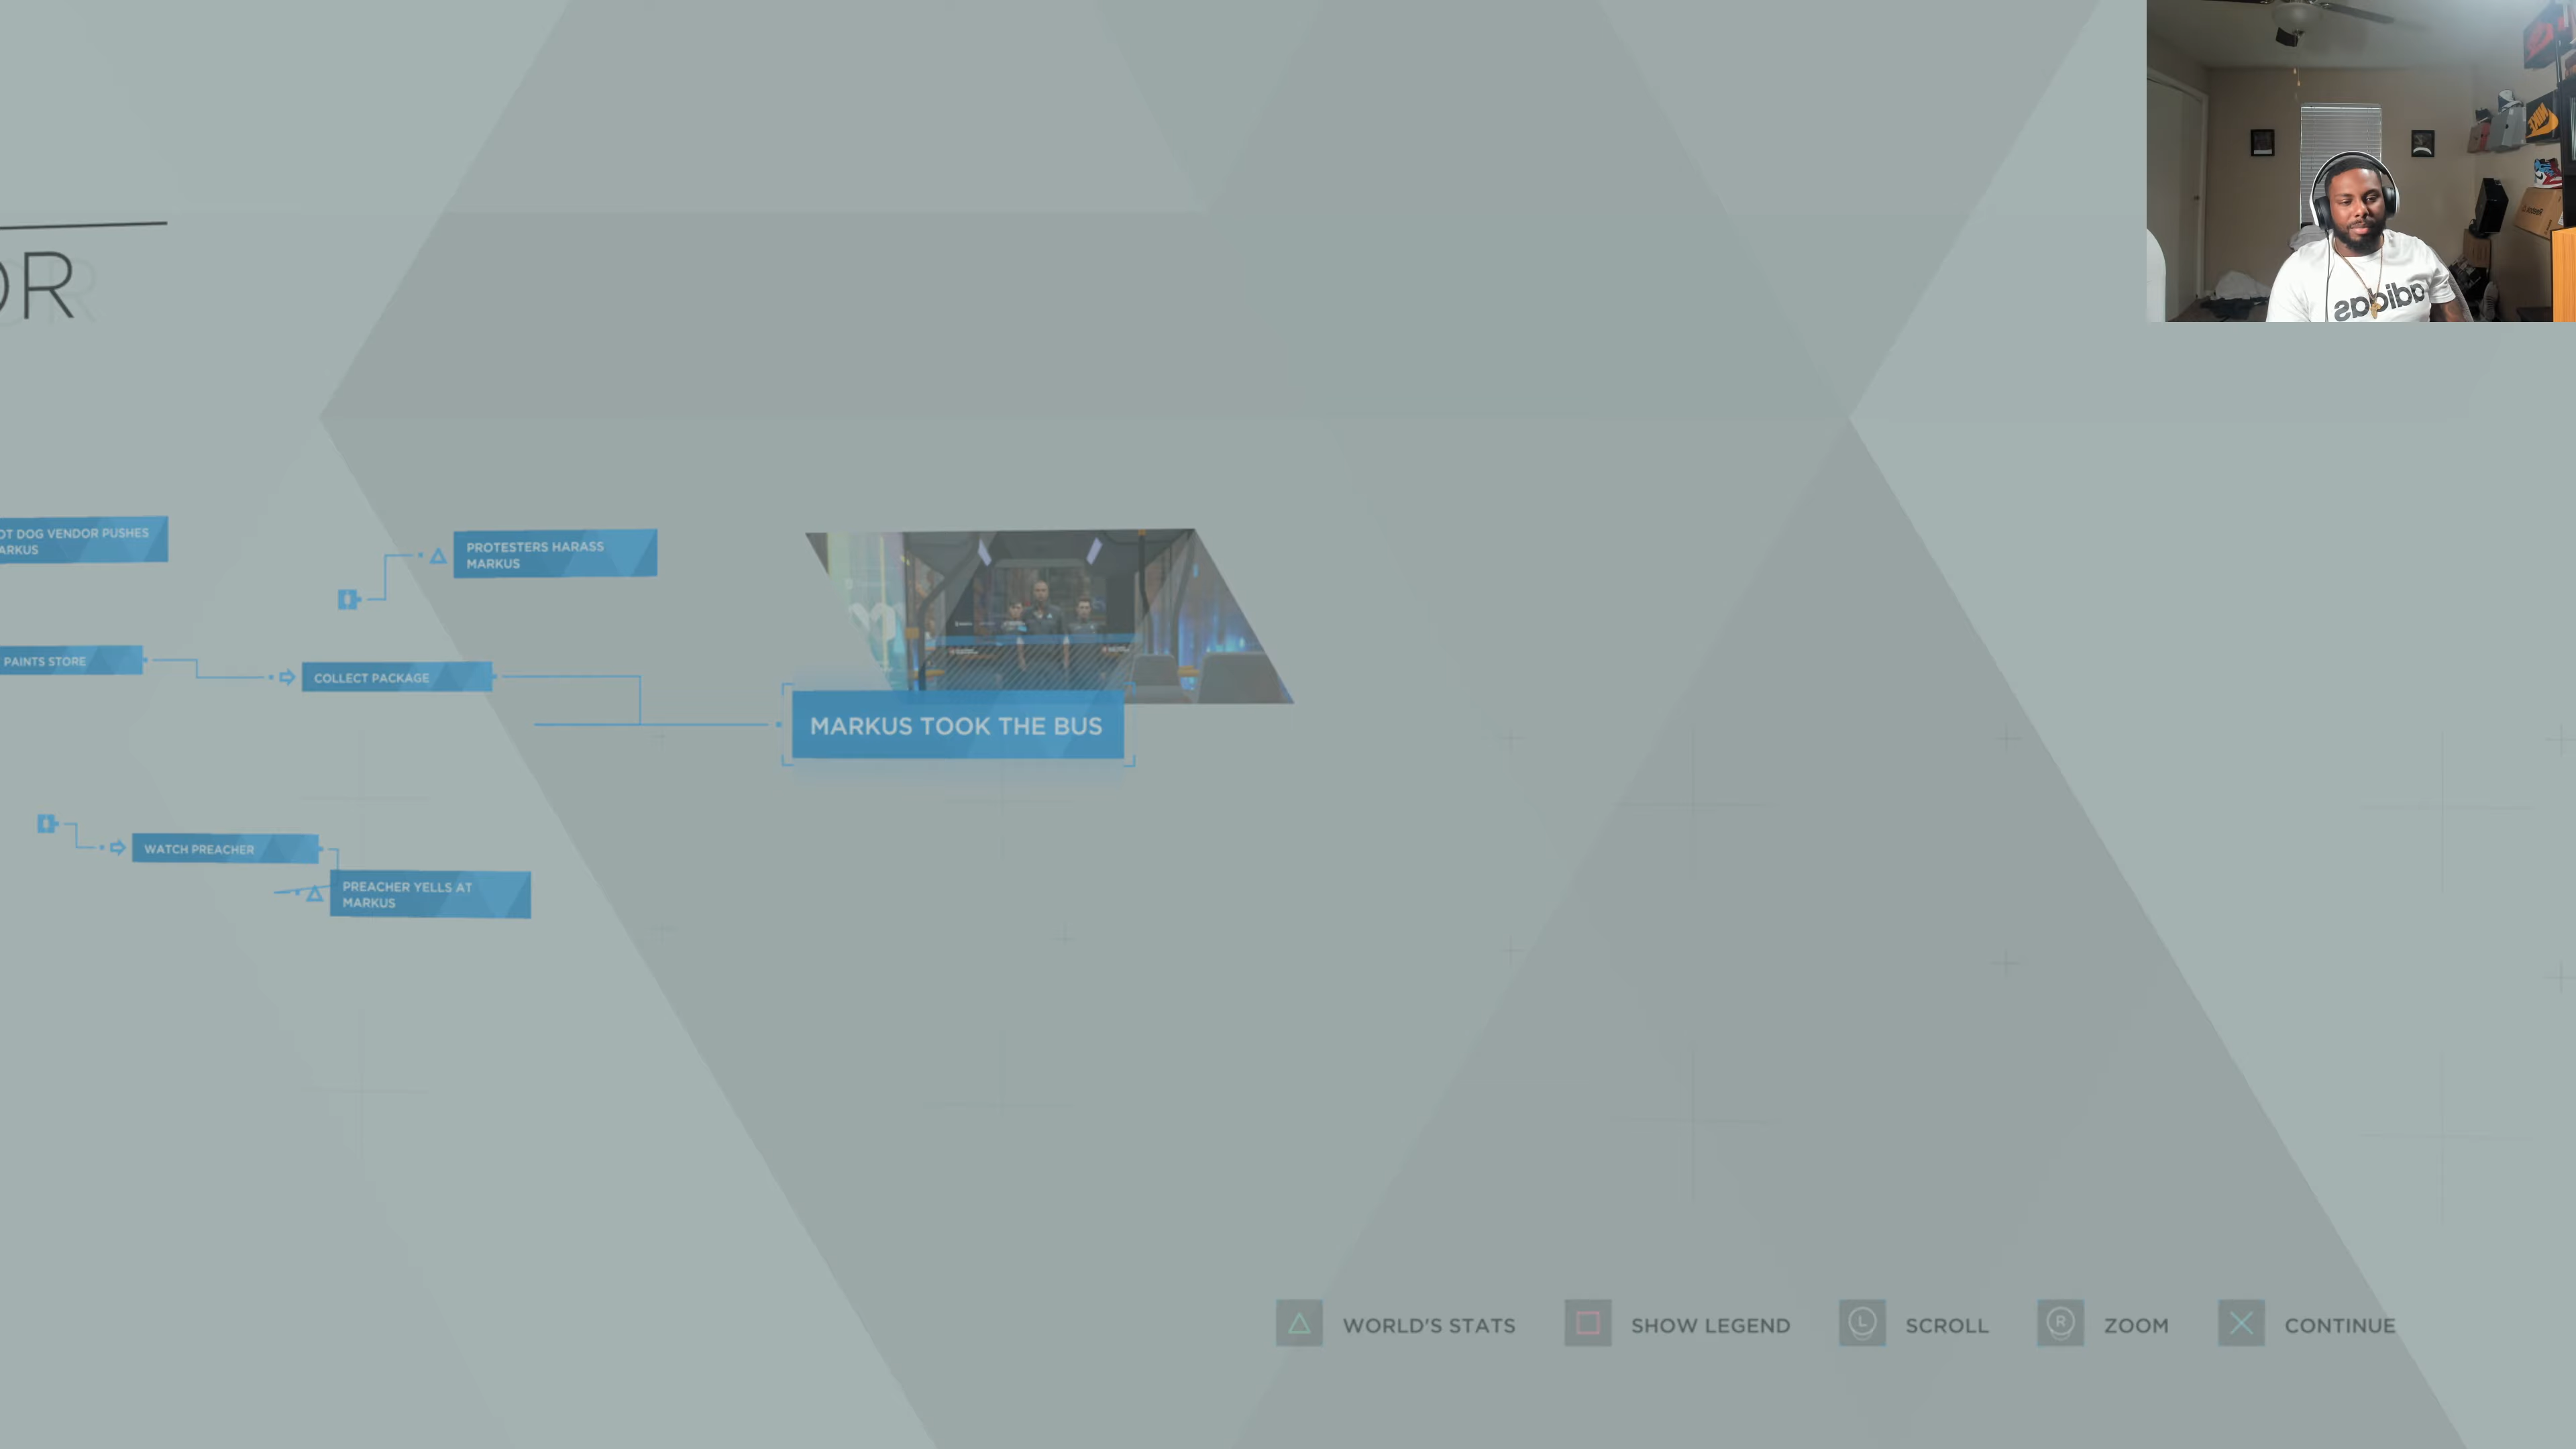 OR
OT DOG VENDOR PUSHES
ARKUS
PROTESTERS HARASS
MARKUS
PAINTS STORE
COLLECT PACKAGE
MARKUS TOOK THE BUS
WATCH PREACHER
PREACHER YELLS AT
MARKUS
adidas
WORLD'S STATS
SHOW LEGEND
L
SCROLL
R
ZOOM
CONTINUE